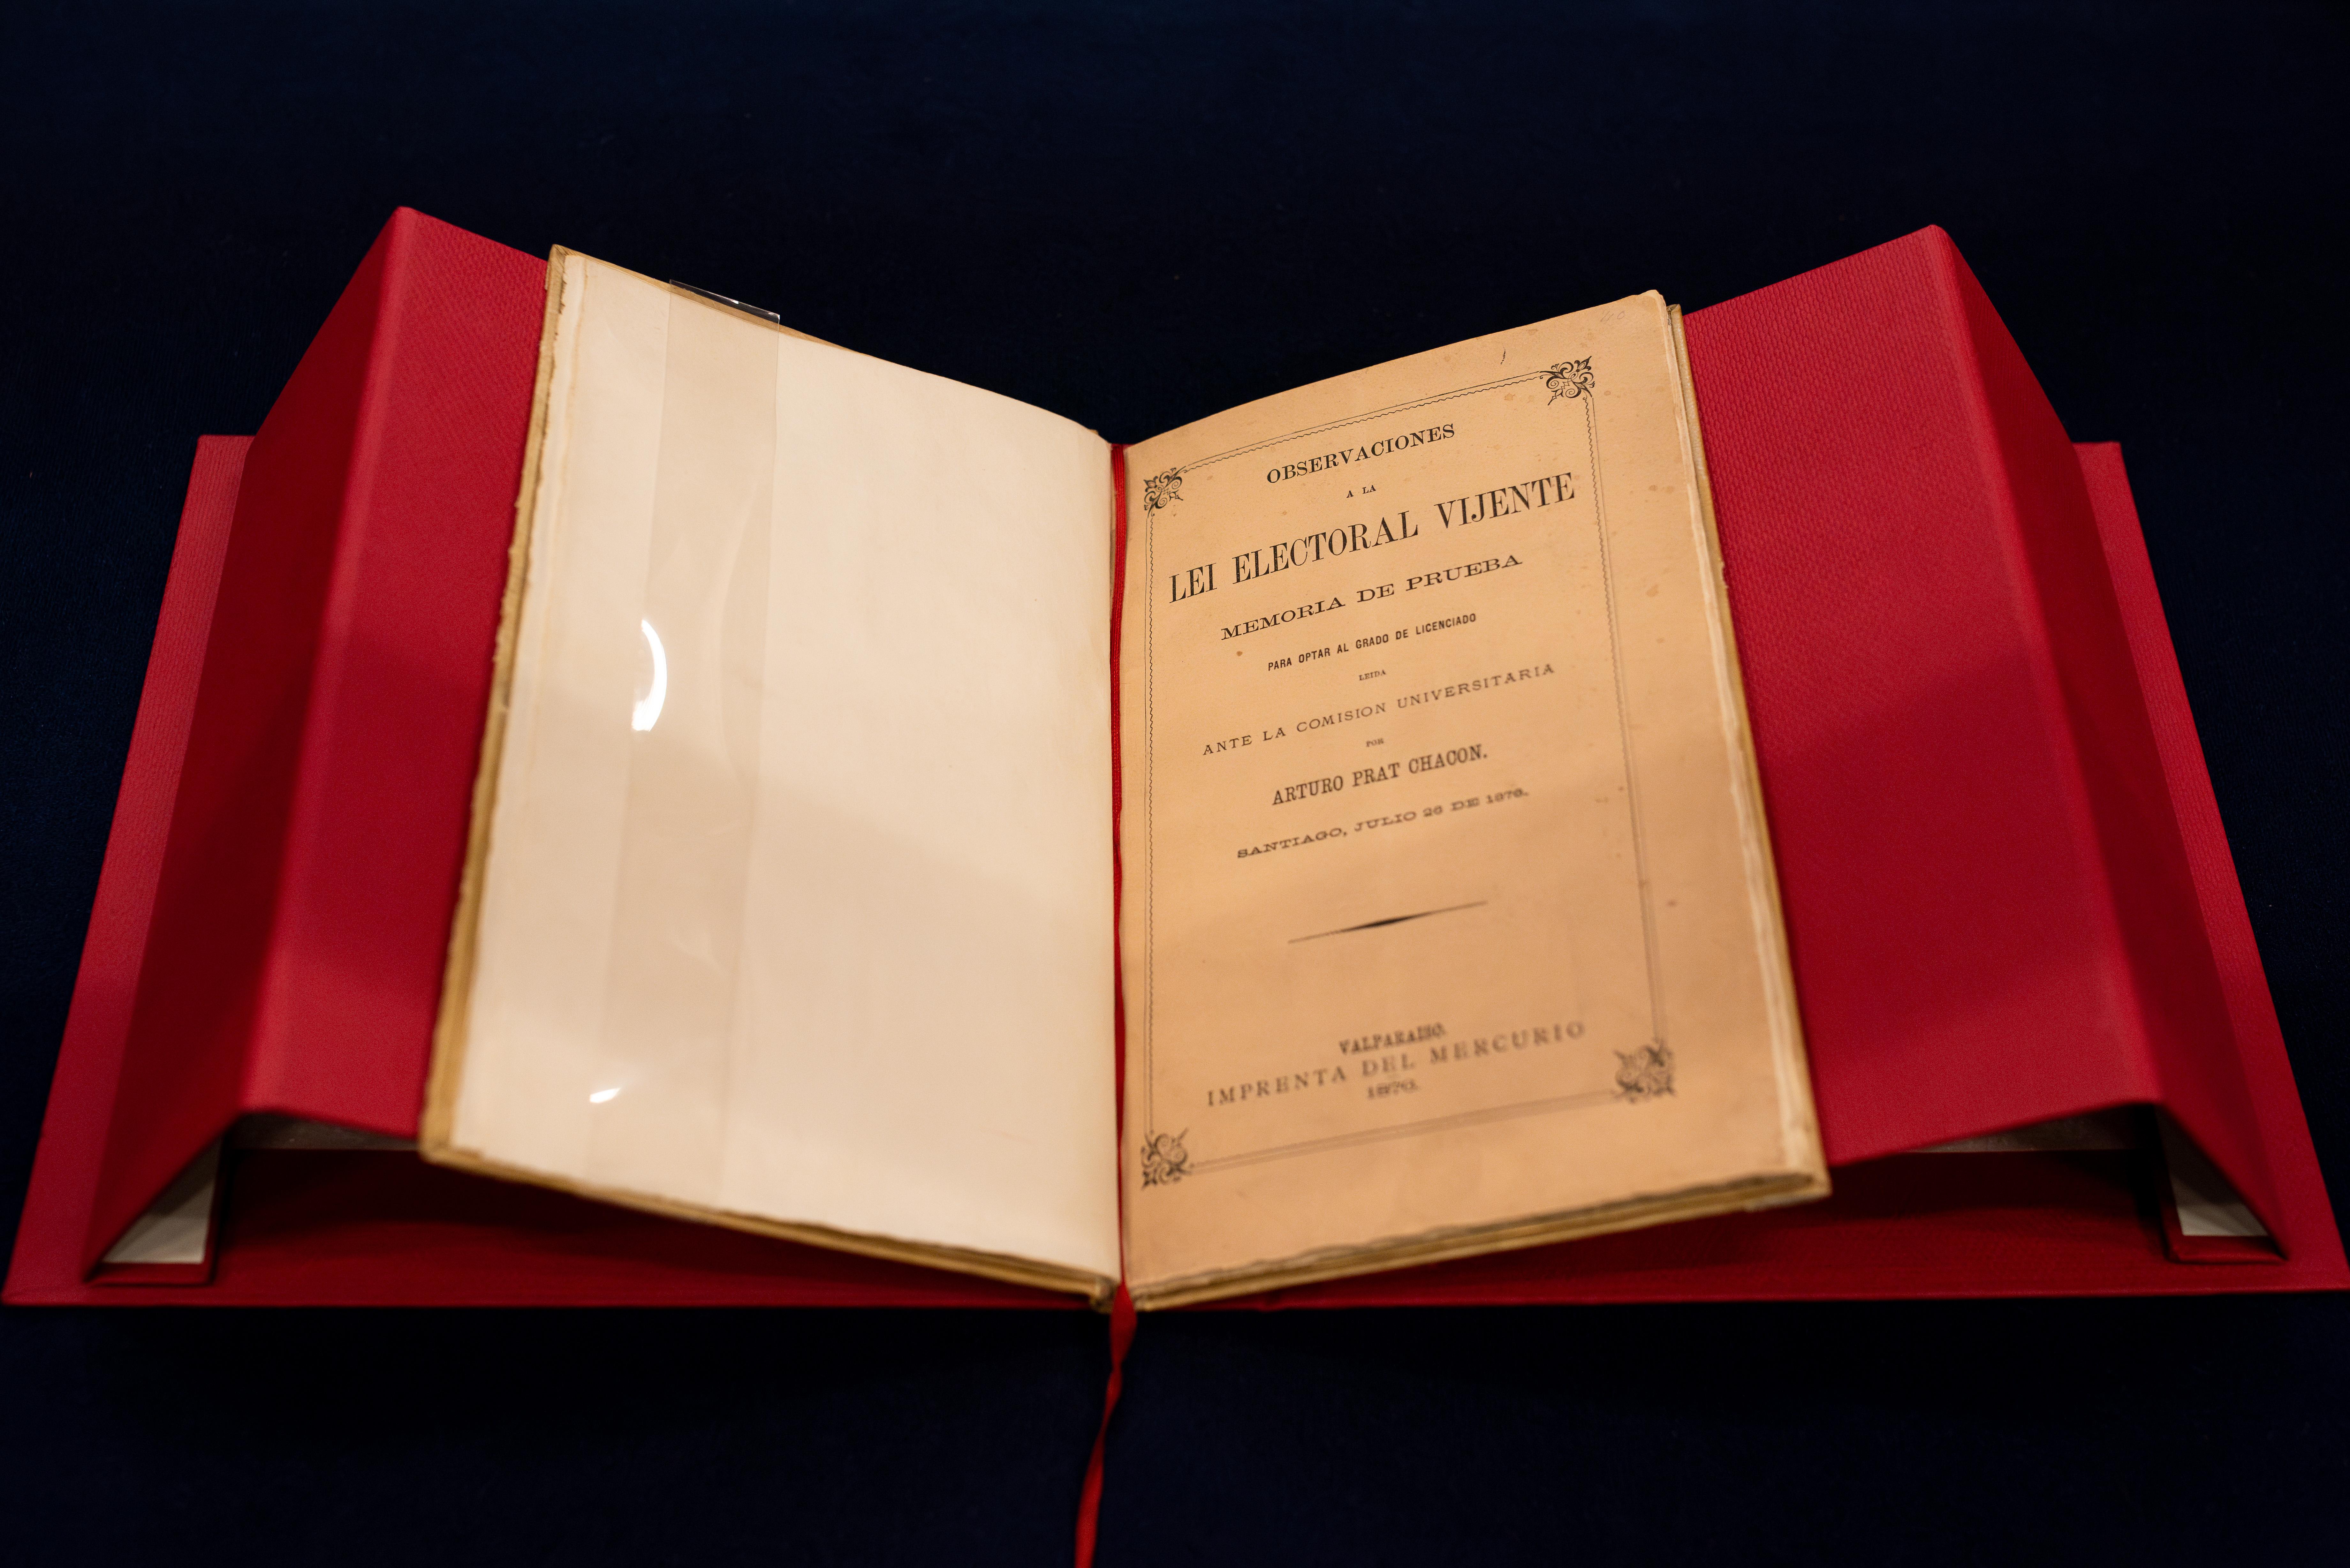 OBSERVACIONES
A LA
LEI ELECTORAL VIJENTE
MEMORIA DE PRUEBA
PARA OPTAR AL GRADO DE LICENCIADO
LEIDA
ANTE LA COMISION UNIVERSITARIA
POR
ARTURO PRAT CHACON.
SANTIAGO, JULIO 26 DE 1876.
VALPARAISO.
IMPRENTA DEL MERCURIO
1876.